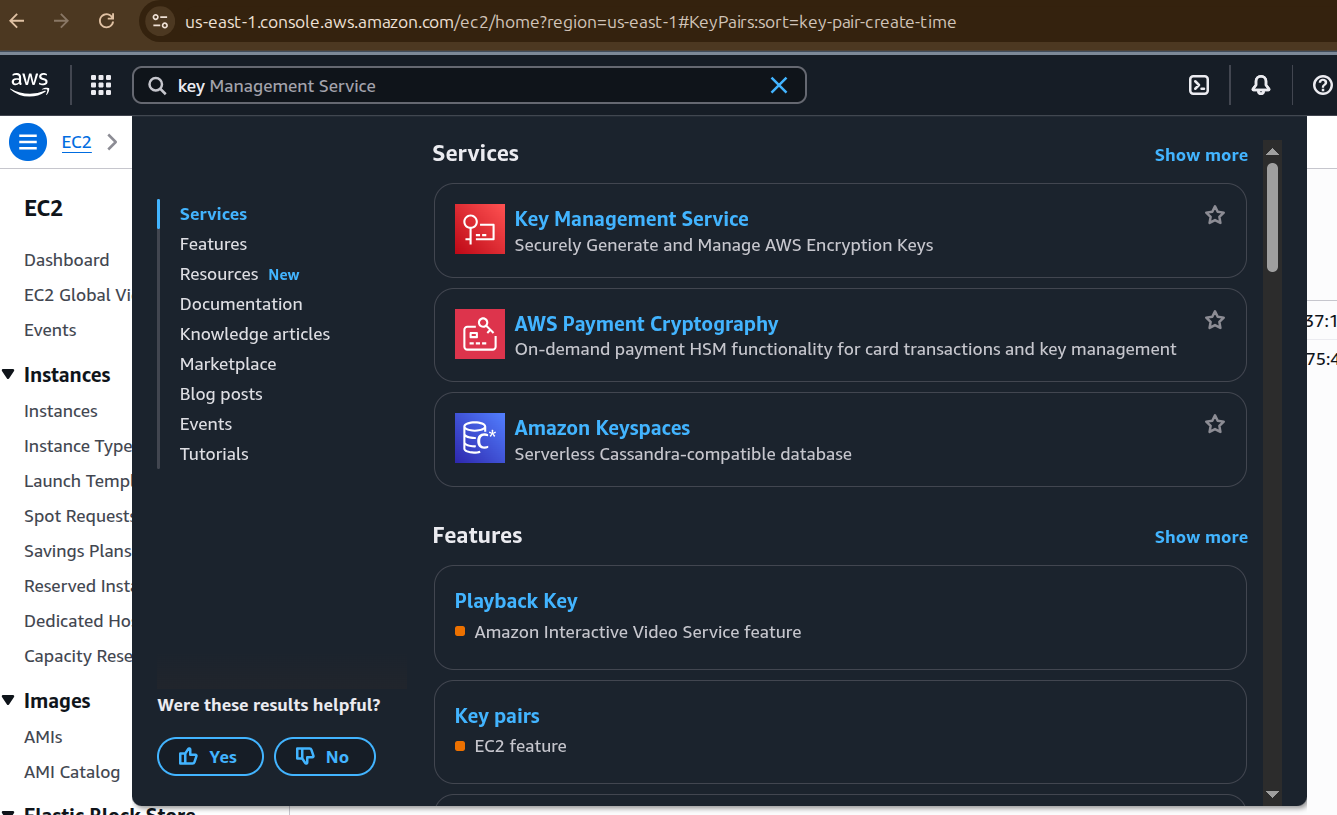 us-east-1.console.aws.amazon.com/ec2/home?region=us-east-1#KeyPairs:sort=key-pair-create-time
aws
key Management Service
EC2
EC2
Dashboard
EC2 Global Vi
Events
Instances
Instances
Instance Type
Launch Templ
Spot Requests
Savings Plans
Reserved Insta
Dedicated Ho
Capacity Rese
Images
AMIs
AMI Catalog
Elastic Block Store
Services
Features
Resources New
Documentation
Knowledge articles
Marketplace
Blog posts
Events
Tutorials
Were these results helpful?
Yes
No
Services
Show more
Key Management Service
Securely Generate and Manage AWS Encryption Keys
AWS Payment Cryptography
On-demand payment HSM functionality for card transactions and key management
Amazon Keyspaces
Serverless Cassandra-compatible database
Features
Show more
Playback Key
Amazon Interactive Video Service feature
Key pairs
EC2 feature
37:1
75:4